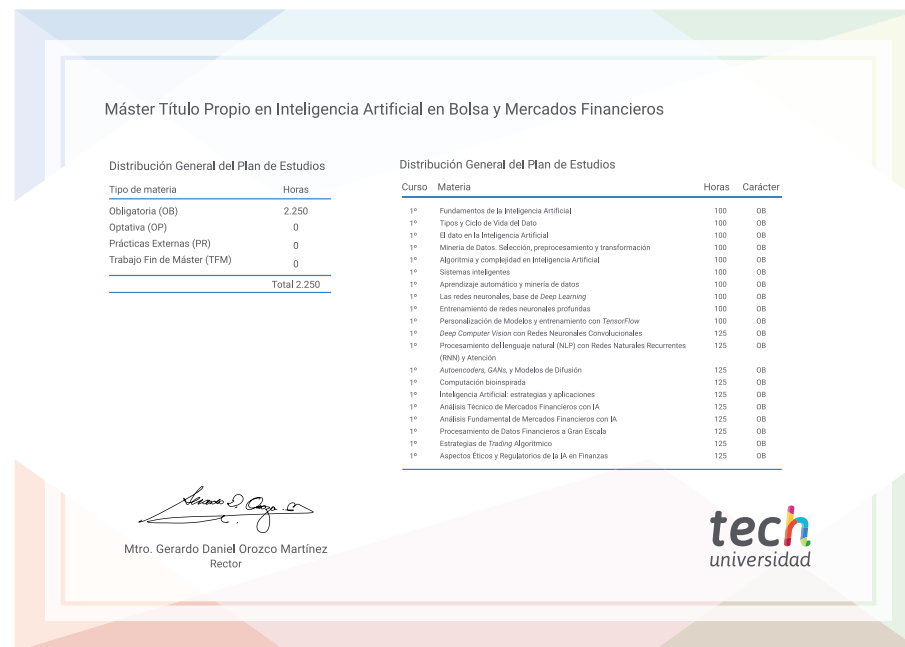 Máster Título Propio en Inteligencia Artificial en Bolsa y Mercados Financieros
Distribución General del Plan de Estudios
Tipo de materia Horas
Obligatoria (OB) 2.250
Optativa (OP) 0
Prácticas Externas (PR) 0
Trabajo Fin de Máster (TFM) 0
Total 2.250
Distribución General del Plan de Estudios
Curso Materia Horas Carácter
1º Fundamentos de la Inteligencia Artificial 100 OB
1º Tipos y Ciclo de Vida del Dato 100 OB
1º El dato en la Inteligencia Artificial 100 OB
1º Minería de Datos. Selección, preprocesamiento y transformación 100 OB
1º Algoritmia y complejidad en Inteligencia Artificial 100 OB
1º Sistemas inteligentes 100 OB
1º Aprendizaje automático y minería de datos 100 OB
1º Las redes neuronales, base de Deep Learning 100 OB
1º Entrenamiento de redes neuronales profundas 100 OB
1º Personalización de Modelos y entrenamiento con TensorFlow 100 OB
1º Deep Computer Vision con Redes Neuronales Convolucionales 125 OB
1º Procesamiento del lenguaje natural (NLP) con Redes Naturales Recurrentes 125 OB
(RNN) y Atención
1º Autoencoders, GANs, y Modelos de Difusión 125 OB
1º Computación bioinspirada 125 OB
1º Inteligencia Artificial: estrategias y aplicaciones 125 OB
1º Análisis Técnico de Mercados Financieros con IA 125 OB
1º Análisis Fundamental de Mercados Financieros con IA 125 OB
1º Procesamiento de Datos Financieros a Gran Escala 125 OB
1º Estrategias de Trading Algorítmico 125 OB
1º Aspectos Éticos y Regulatorios de la IA en Finanzas 125 OB
Mtro. Gerardo Daniel Orozco Martínez
Rector
tech
universidad